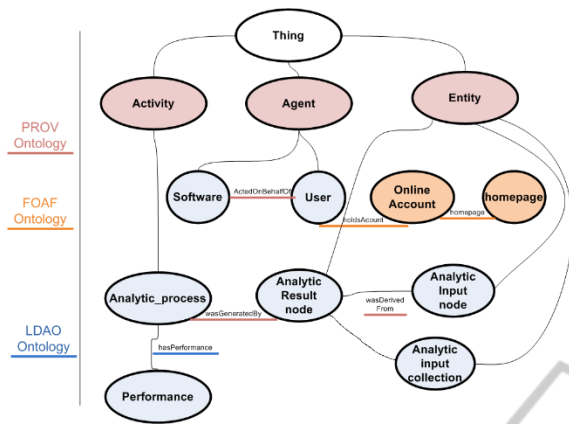 Thing
Activity
Agent
Entity
PROV
Ontology
Software
ActedOnBehalfOf
User
Online
Account
homepage
homepage
FOAF
Ontology
holdsAccount
Analytic_process
wasGeneratedBy
Analytic
Result
node
wasDerived
From
Analytic
Input
node
LDAO
Ontology
hasPerformance
Analytic
input
collection
Performance